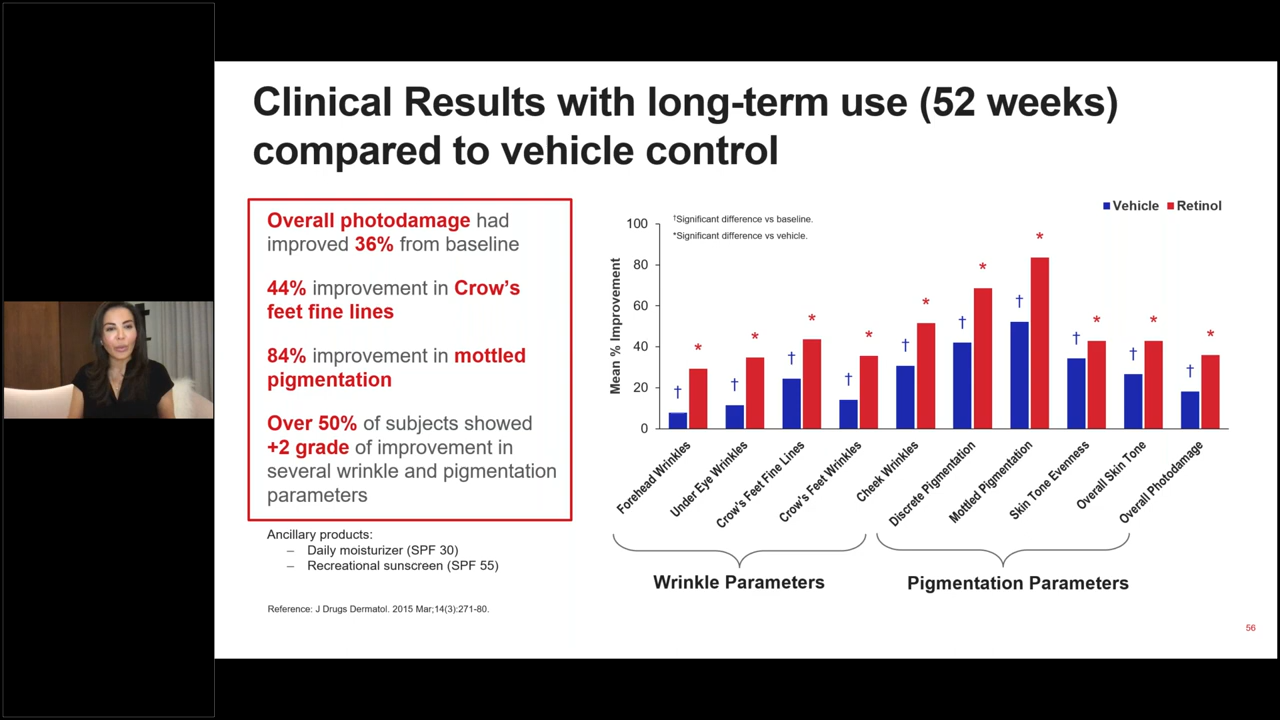 Clinical Results with long-term use (52 weeks)
compared to vehicle control
Overall photodamage had
improved 36% from baseline
44% improvement in Crow's
feet fine lines
84% improvement in mottled
pigmentation
Over 50% of subjects showed
+2 grade of improvement in
several wrinkle and pigmentation
parameters
Ancillary products:
– Daily moisturizer (SPF 30)
– Recreational sunscreen (SPF 55)
Reference: J Drugs Dermatol. 2015 Mar;14(3):271-80.
Vehicle Retinol
†Significant difference vs baseline.
*Significant difference vs vehicle.
Mean % Improvement
100
80
60
40
20
0
† * † * † * † * † * † * † * † * † * † *
Forehead Wrinkles
Under Eye Wrinkles
Crow's Feet Fine Lines
Crow's Feet Wrinkles
Cheek Wrinkles
Discrete Pigmentation
Mottled Pigmentation
Skin Tone Evenness
Overall Skin Tone
Overall Photodamage
Wrinkle Parameters
Pigmentation Parameters
56